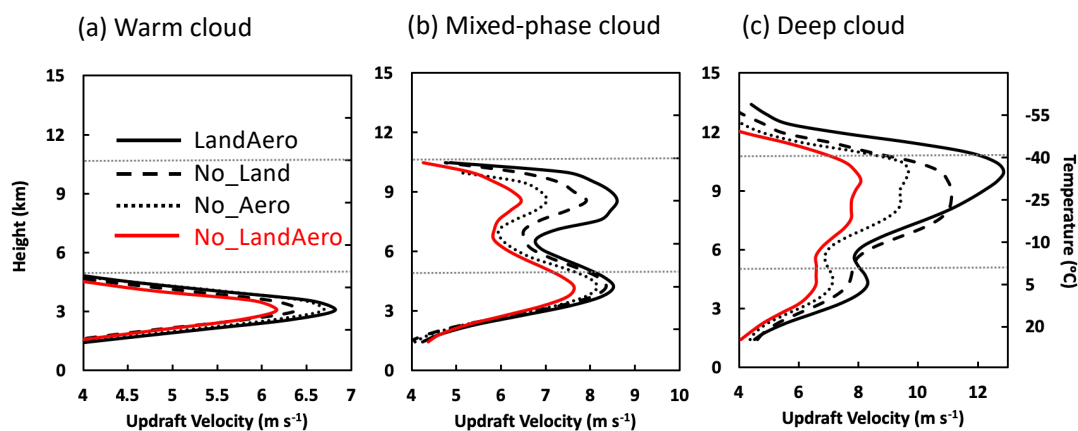 (a) Warm cloud
(b) Mixed-phase cloud
(c) Deep cloud
Height (km)
15
12
9
6
3
0
LandAero
No_Land
No_Aero
No_LandAero
4 4.5 5 5.5 6 6.5 7
Updraft Velocity (m s⁻¹)
15
12
9
6
3
0
4 5 6 7 8 9 10
Updraft Velocity (m s⁻¹)
15
12
9
6
3
0
4 6 8 10 12
Updraft Velocity (m s⁻¹)
-55
-40
-25
-10
5
20
Temperature (°C)